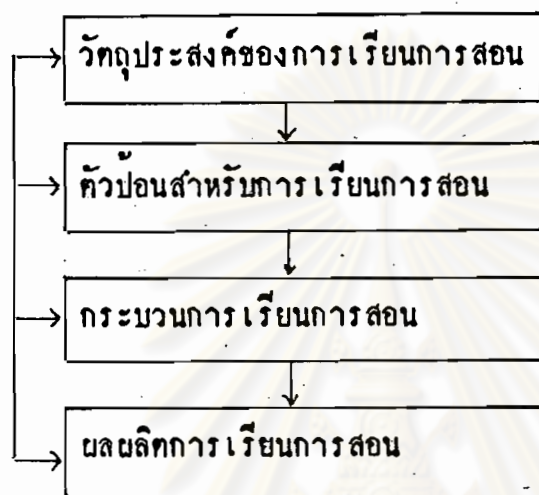 วัตถุประสงค์ของการเรียนการสอน
ตัวป้อนสำหรับการเรียนการสอน
กระบวนการเรียนการสอน
ผลผลิตการเรียนการสอน